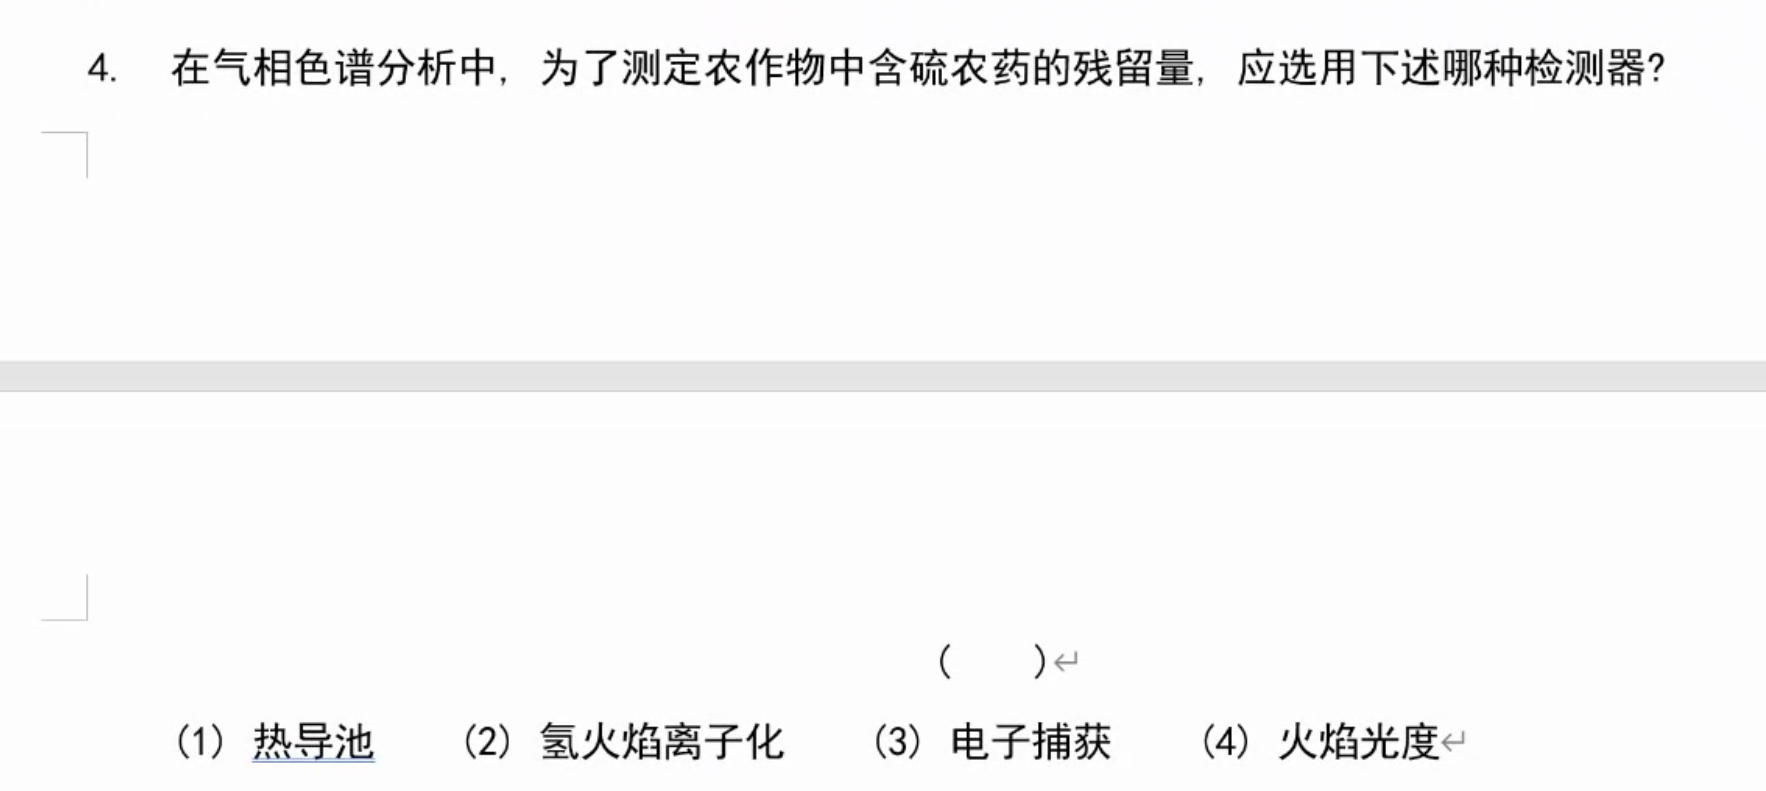 4. 在气相色谱分析中，为了测定农作物中含硫农药的残留量，应选用下述哪种检测器?
( )↵
(1) 热导池 (2) 氢火焰离子化 (3) 电子捕获 (4) 火焰光度↵